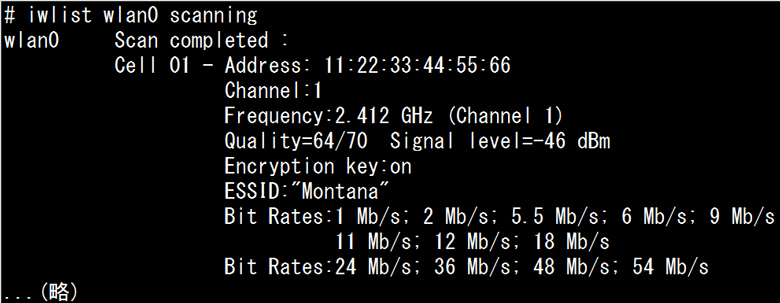 # iwlist wlan0 scanning
wlan0     Scan completed :
          Cell 01 - Address: 11:22:33:44:55:66
                    Channel:1
                    Frequency:2.412 GHz (Channel 1)
                    Quality=64/70  Signal level=-46 dBm
                    Encryption key:on
                    ESSID:"Montana"
                    Bit Rates:1 Mb/s; 2 Mb/s; 5.5 Mb/s; 6 Mb/s; 9 Mb/s
                              11 Mb/s; 12 Mb/s; 18 Mb/s
                    Bit Rates:24 Mb/s; 36 Mb/s; 48 Mb/s; 54 Mb/s
...(略)